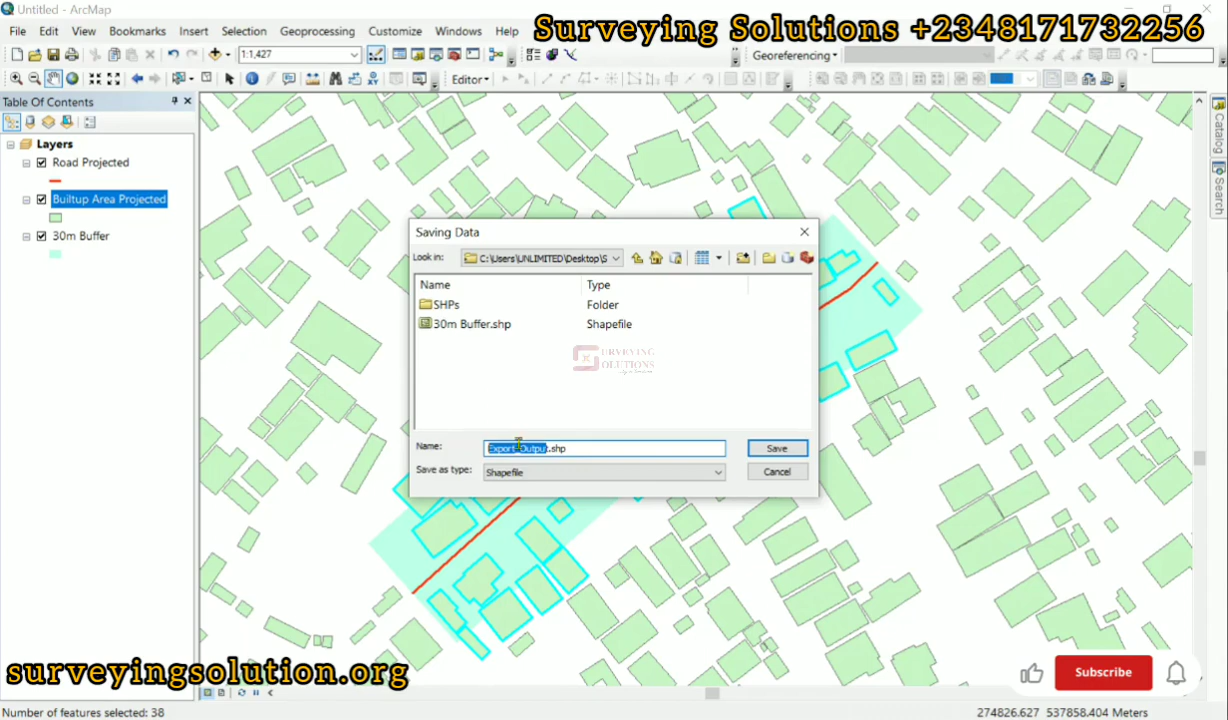 Untitled - ArcMap
Surveying Solutions +2348171732256
File Edit View Bookmarks Insert Selection Geoprocessing Customize Windows Help
1:1,427
Georeferencing
Editor
Table Of Contents
Layers
Road Projected
Builtup Area Projected
30m Buffer
Catalog
Search
Saving Data
Look in: C:\Users\UNLIMITED\Desktop\S
Name Type
SHPs Folder
30m Buffer.shp Shapefile
SURVEYING
SOLUTIONS
Name: Export_Output.shp
Save
Save as type: Shapefile
Cancel
surveyingsolution.org
Subscribe
Number of features selected: 38
274826.627 537858.404 Meters